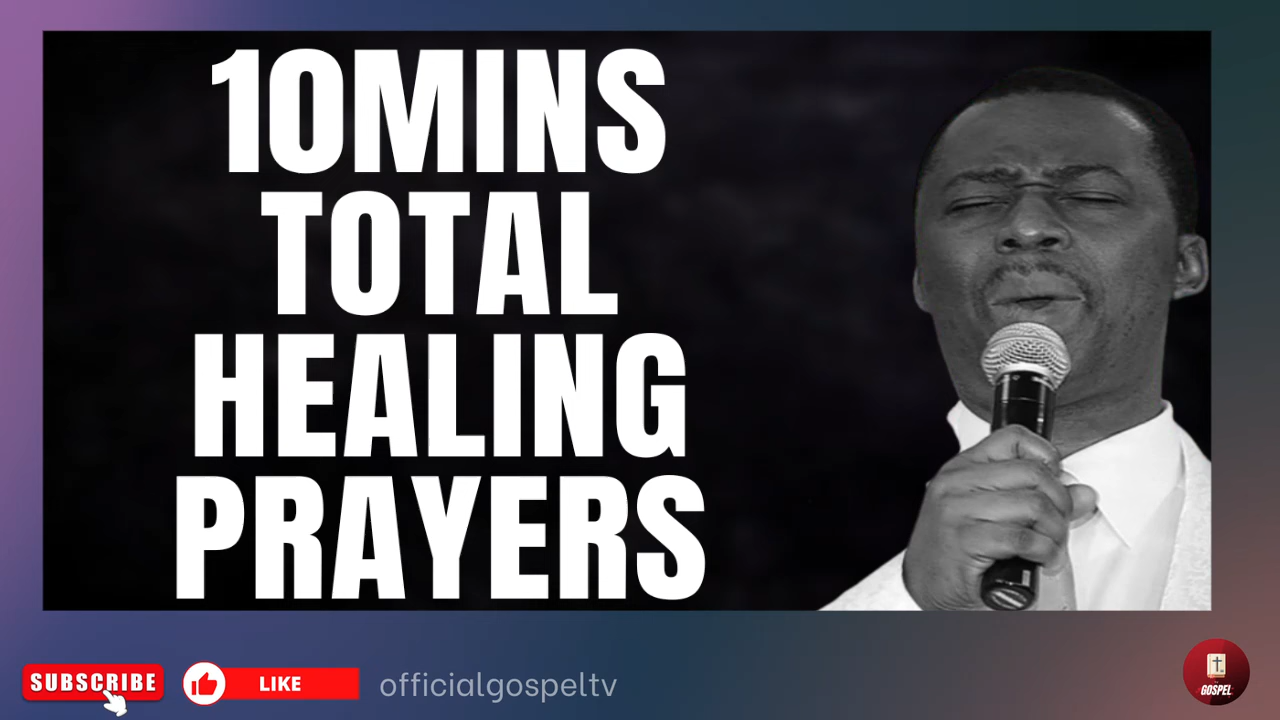 10MINS
TOTAL
HEALING
PRAYERS
SUBSCRIBE
LIKE
officialgospeltv
GOSPEL